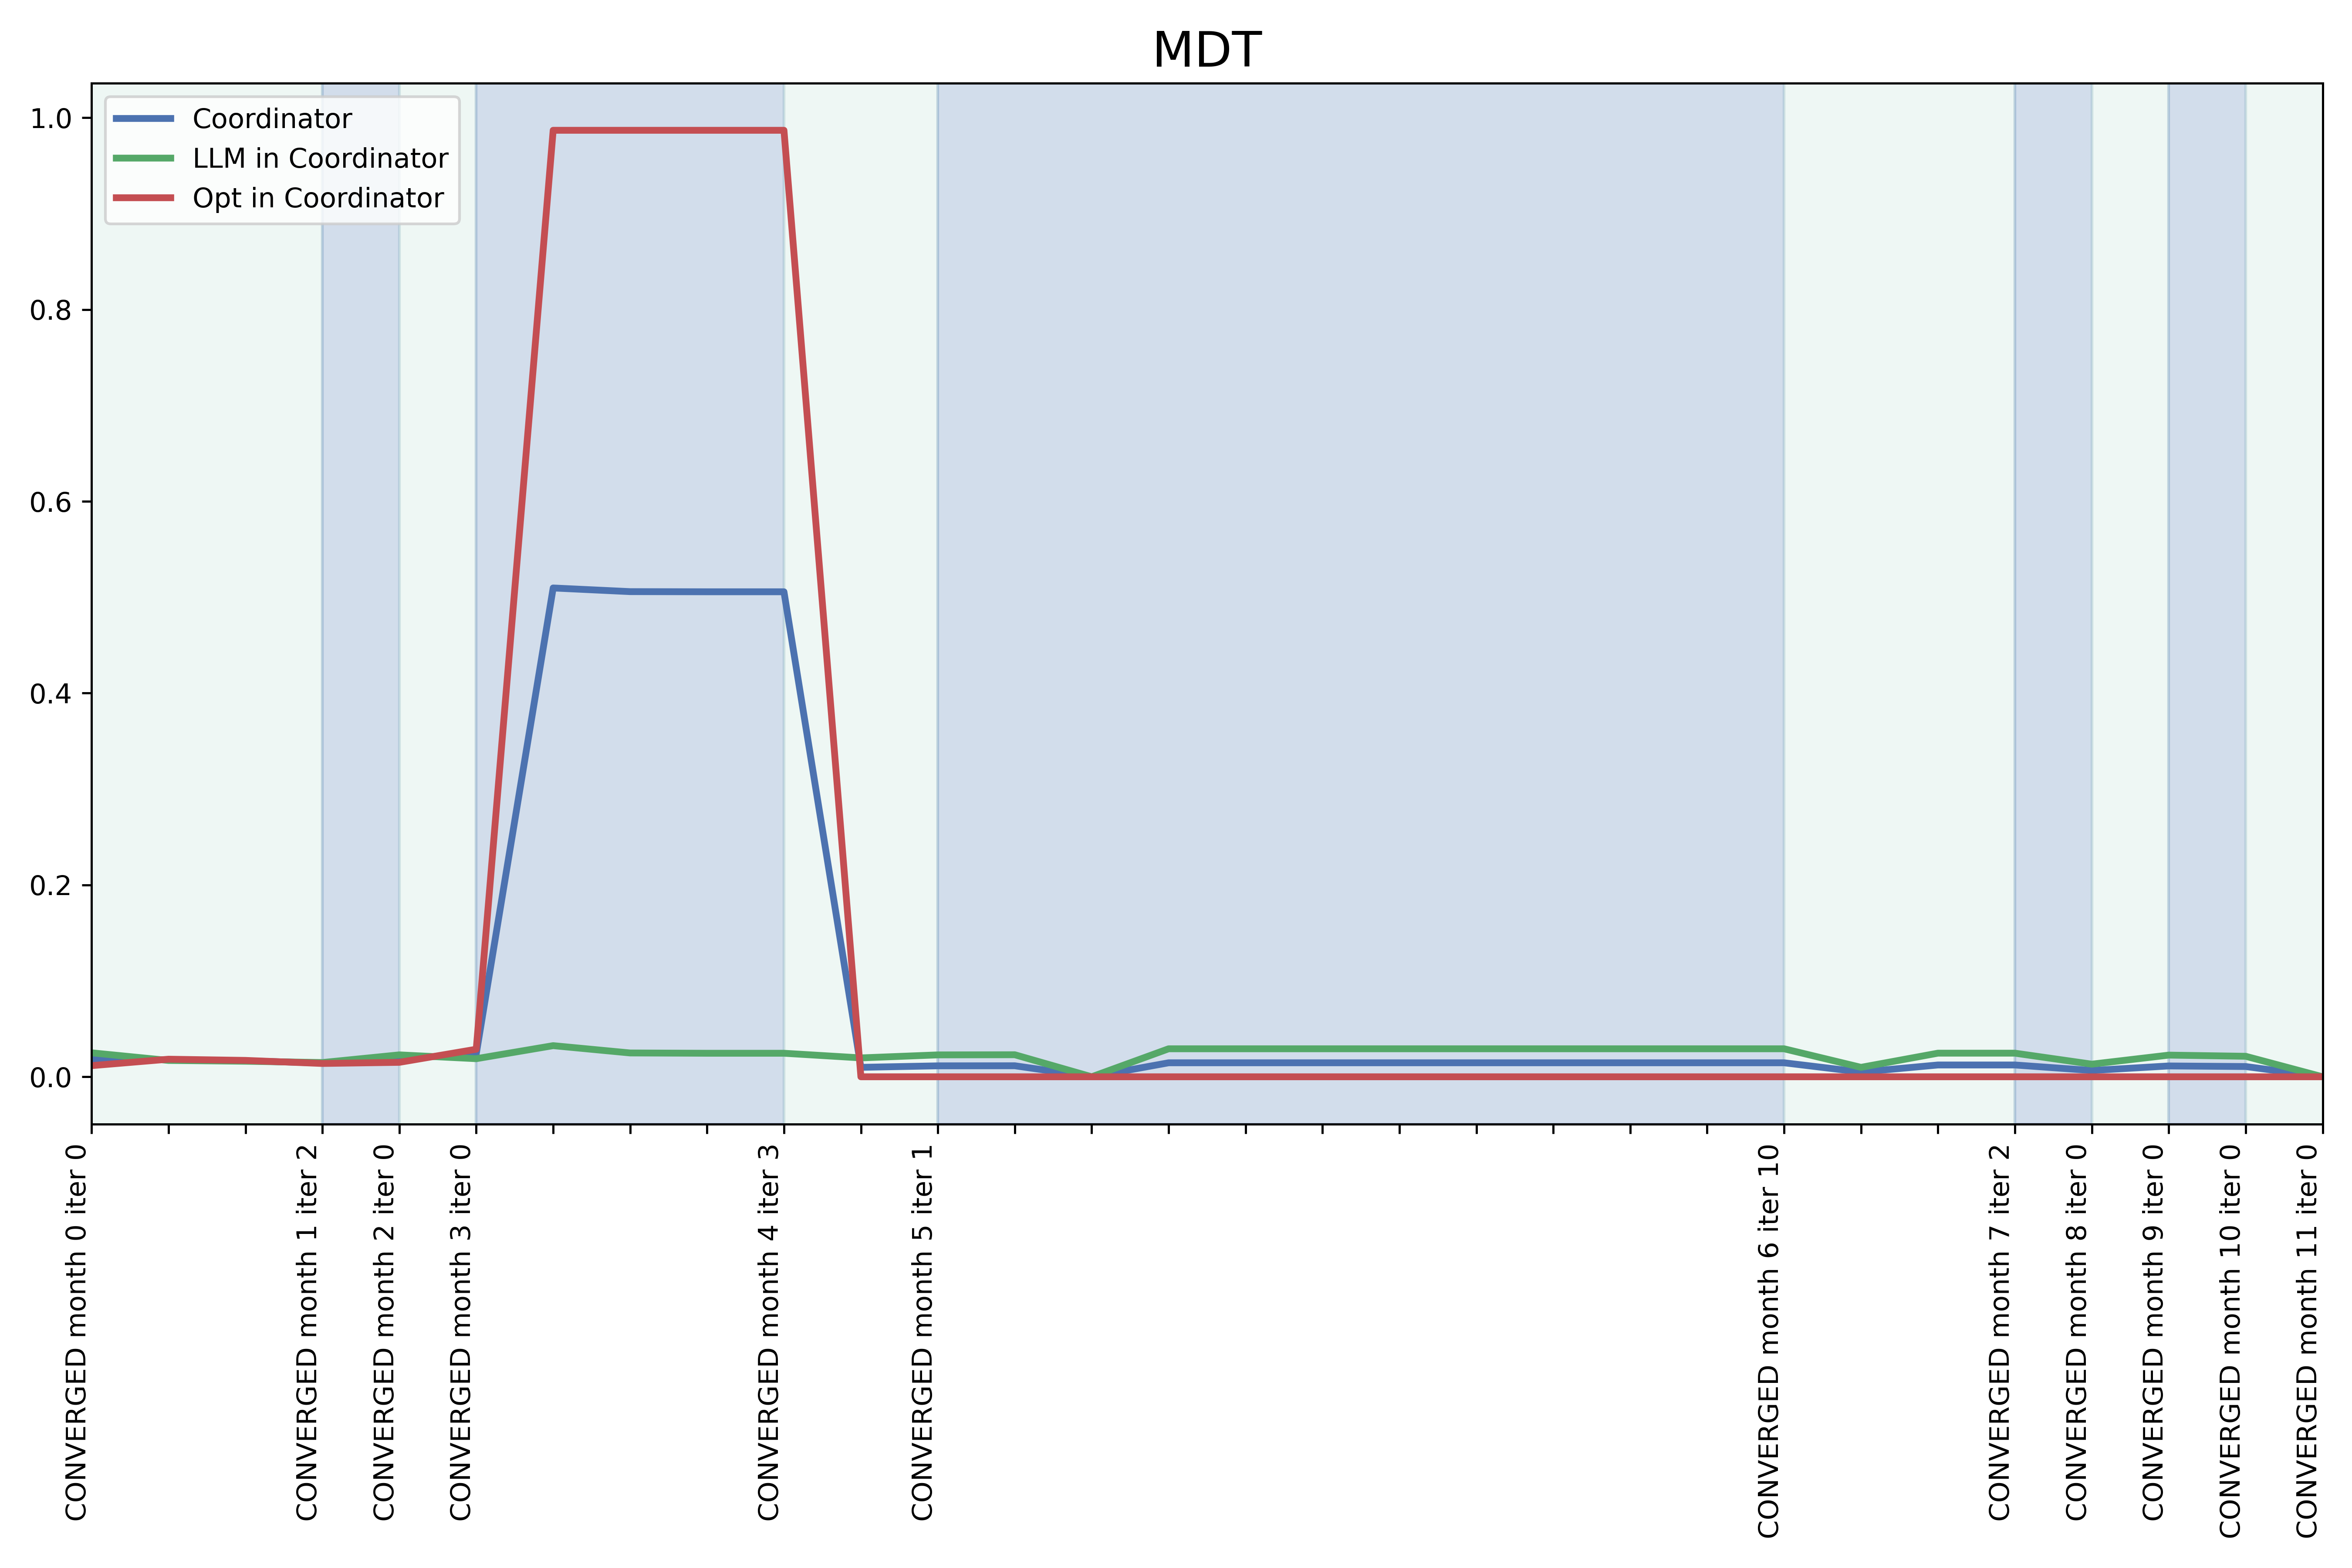 MDT
Coordinator
LLM in Coordinator
Opt in Coordinator
1.0
0.8
0.6
0.4
0.2
0.0
CONVERGED month 0 iter 0
CONVERGED month 1 iter 2
CONVERGED month 2 iter 0
CONVERGED month 3 iter 0
CONVERGED month 4 iter 3
CONVERGED month 5 iter 1
CONVERGED month 6 iter 10
CONVERGED month 7 iter 2
CONVERGED month 8 iter 0
CONVERGED month 9 iter 0
CONVERGED month 10 iter 0
CONVERGED month 11 iter 0